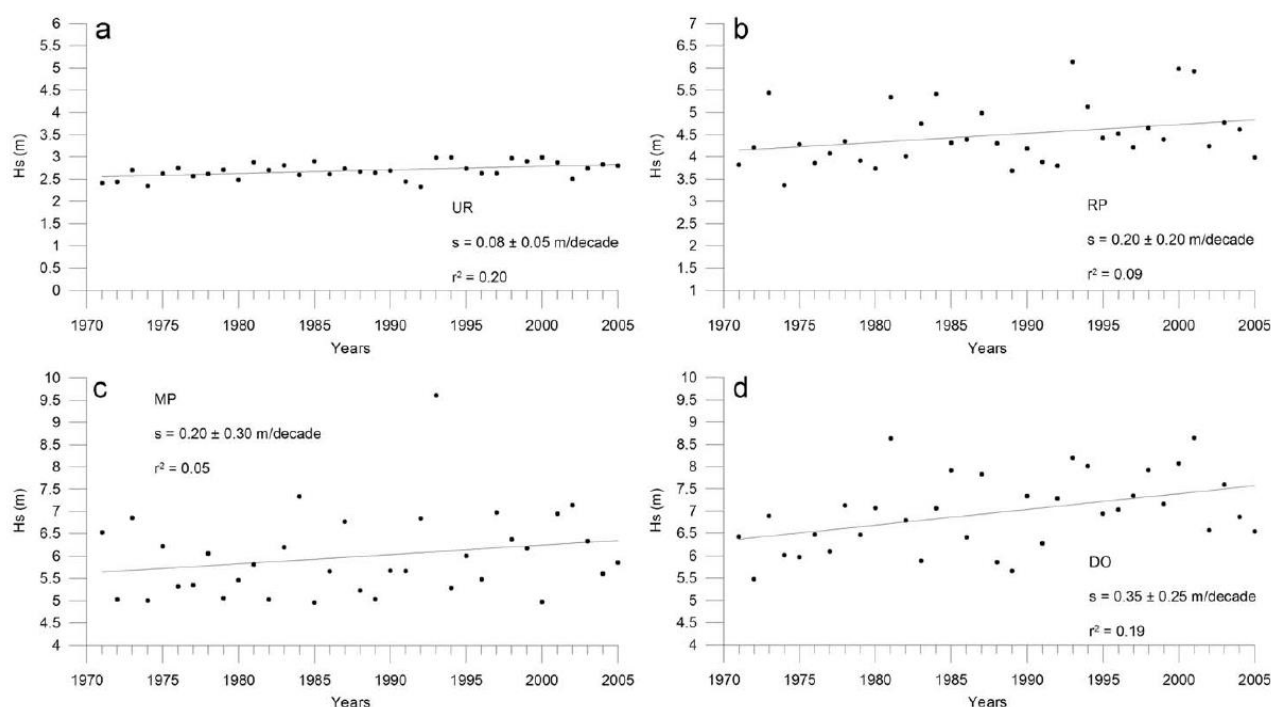 a
6
5.5
5
4.5
4
3.5
3
2.5
2
1.5
1
0.5
0
Hs (m)
UR
s = 0.08 ± 0.05 m/decade
r² = 0.20
1970 1975 1980 1985 1990 1995 2000 2005
Years
b
7
6.5
6
5.5
5
4.5
4
3.5
3
2.5
2
1.5
1
Hs (m)
RP
s = 0.20 ± 0.20 m/decade
r² = 0.09
1970 1975 1980 1985 1990 1995 2000 2005
Years
c
10
9.5
9
8.5
8
7.5
7
6.5
6
5.5
5
4.5
4
Hs (m)
MP
s = 0.20 ± 0.30 m/decade
r² = 0.05
1970 1975 1980 1985 1990 1995 2000 2005
Years
d
10
9.5
9
8.5
8
7.5
7
6.5
6
5.5
5
4.5
4
Hs (m)
DO
s = 0.35 ± 0.25 m/decade
r² = 0.19
1970 1975 1980 1985 1990 1995 2000 2005
Years